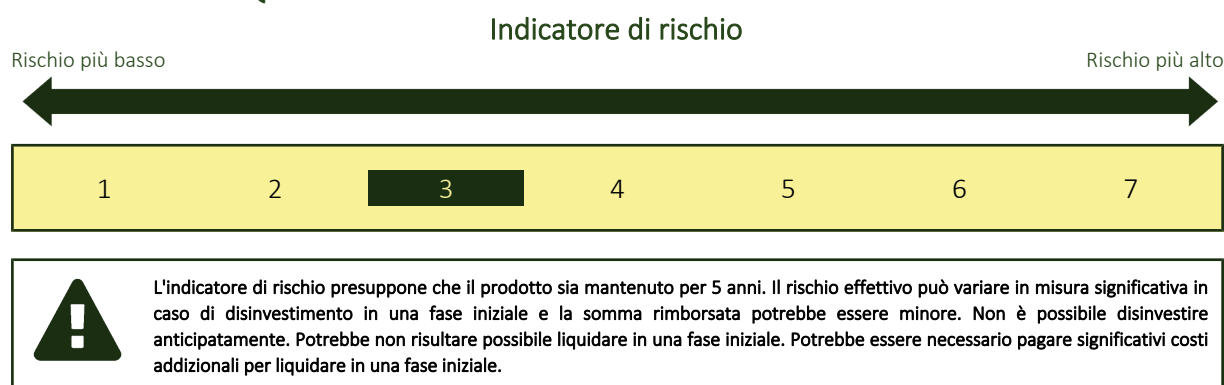 Indicatore di rischio
Rischio più basso
Rischio più alto
1 2 3 4 5 6 7
L'indicatore di rischio presuppone che il prodotto sia mantenuto per 5 anni. Il rischio effettivo può variare in misura significativa in
caso di disinvestimento in una fase iniziale e la somma rimborsata potrebbe essere minore. Non è possibile disinvestire
anticipatamente. Potrebbe non risultare possibile liquidare in una fase iniziale. Potrebbe essere necessario pagare significativi costi
addizionali per liquidare in una fase iniziale.